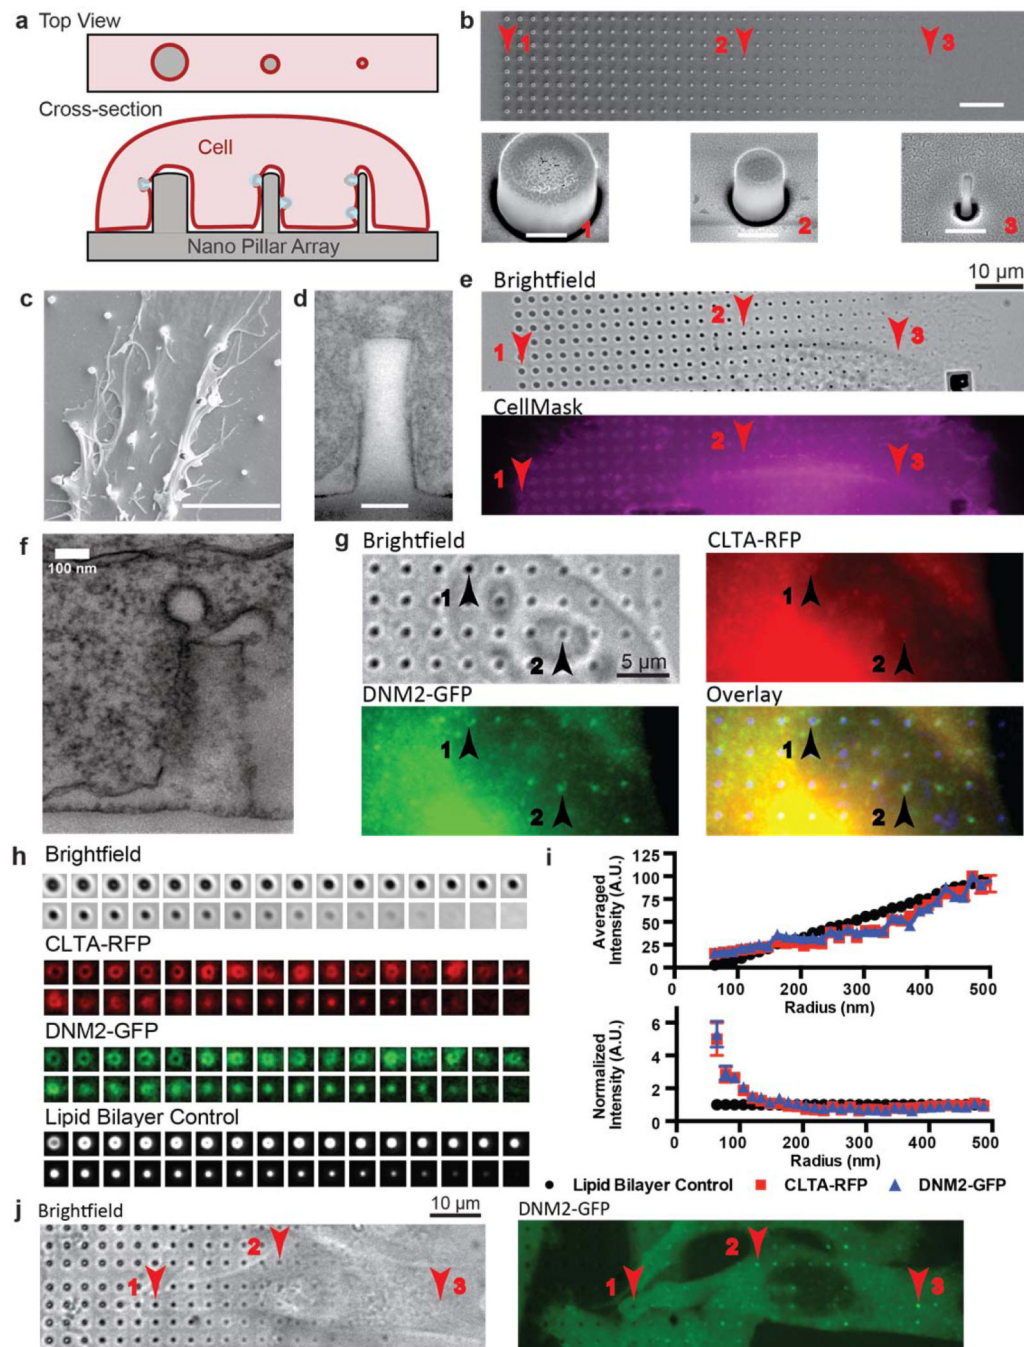 a Top View
Cross-section
Cell
Nano Pillar Array
b
1
2
3
1
2
3
c
d
e Brightfield
10 µm
1
2
3
CellMask
1
2
3
f
100 nm
g Brightfield
1
2
5 µm
CLTA-RFP
1
2
DNM2-GFP
1
2
Overlay
1
2
h Brightfield
CLTA-RFP
DNM2-GFP
Lipid Bilayer Control
i
Averaged
Intensity (A.U.)
125
100
75
50
25
0
0 100 200 300 400 500
Radius (nm)
Normalized
Intensity (A.U.)
6
4
2
0
0 100 200 300 400 500
Radius (nm)
Lipid Bilayer Control CLTA-RFP DNM2-GFP
j Brightfield
10 µm
1
2
3
DNM2-GFP
1
2
3